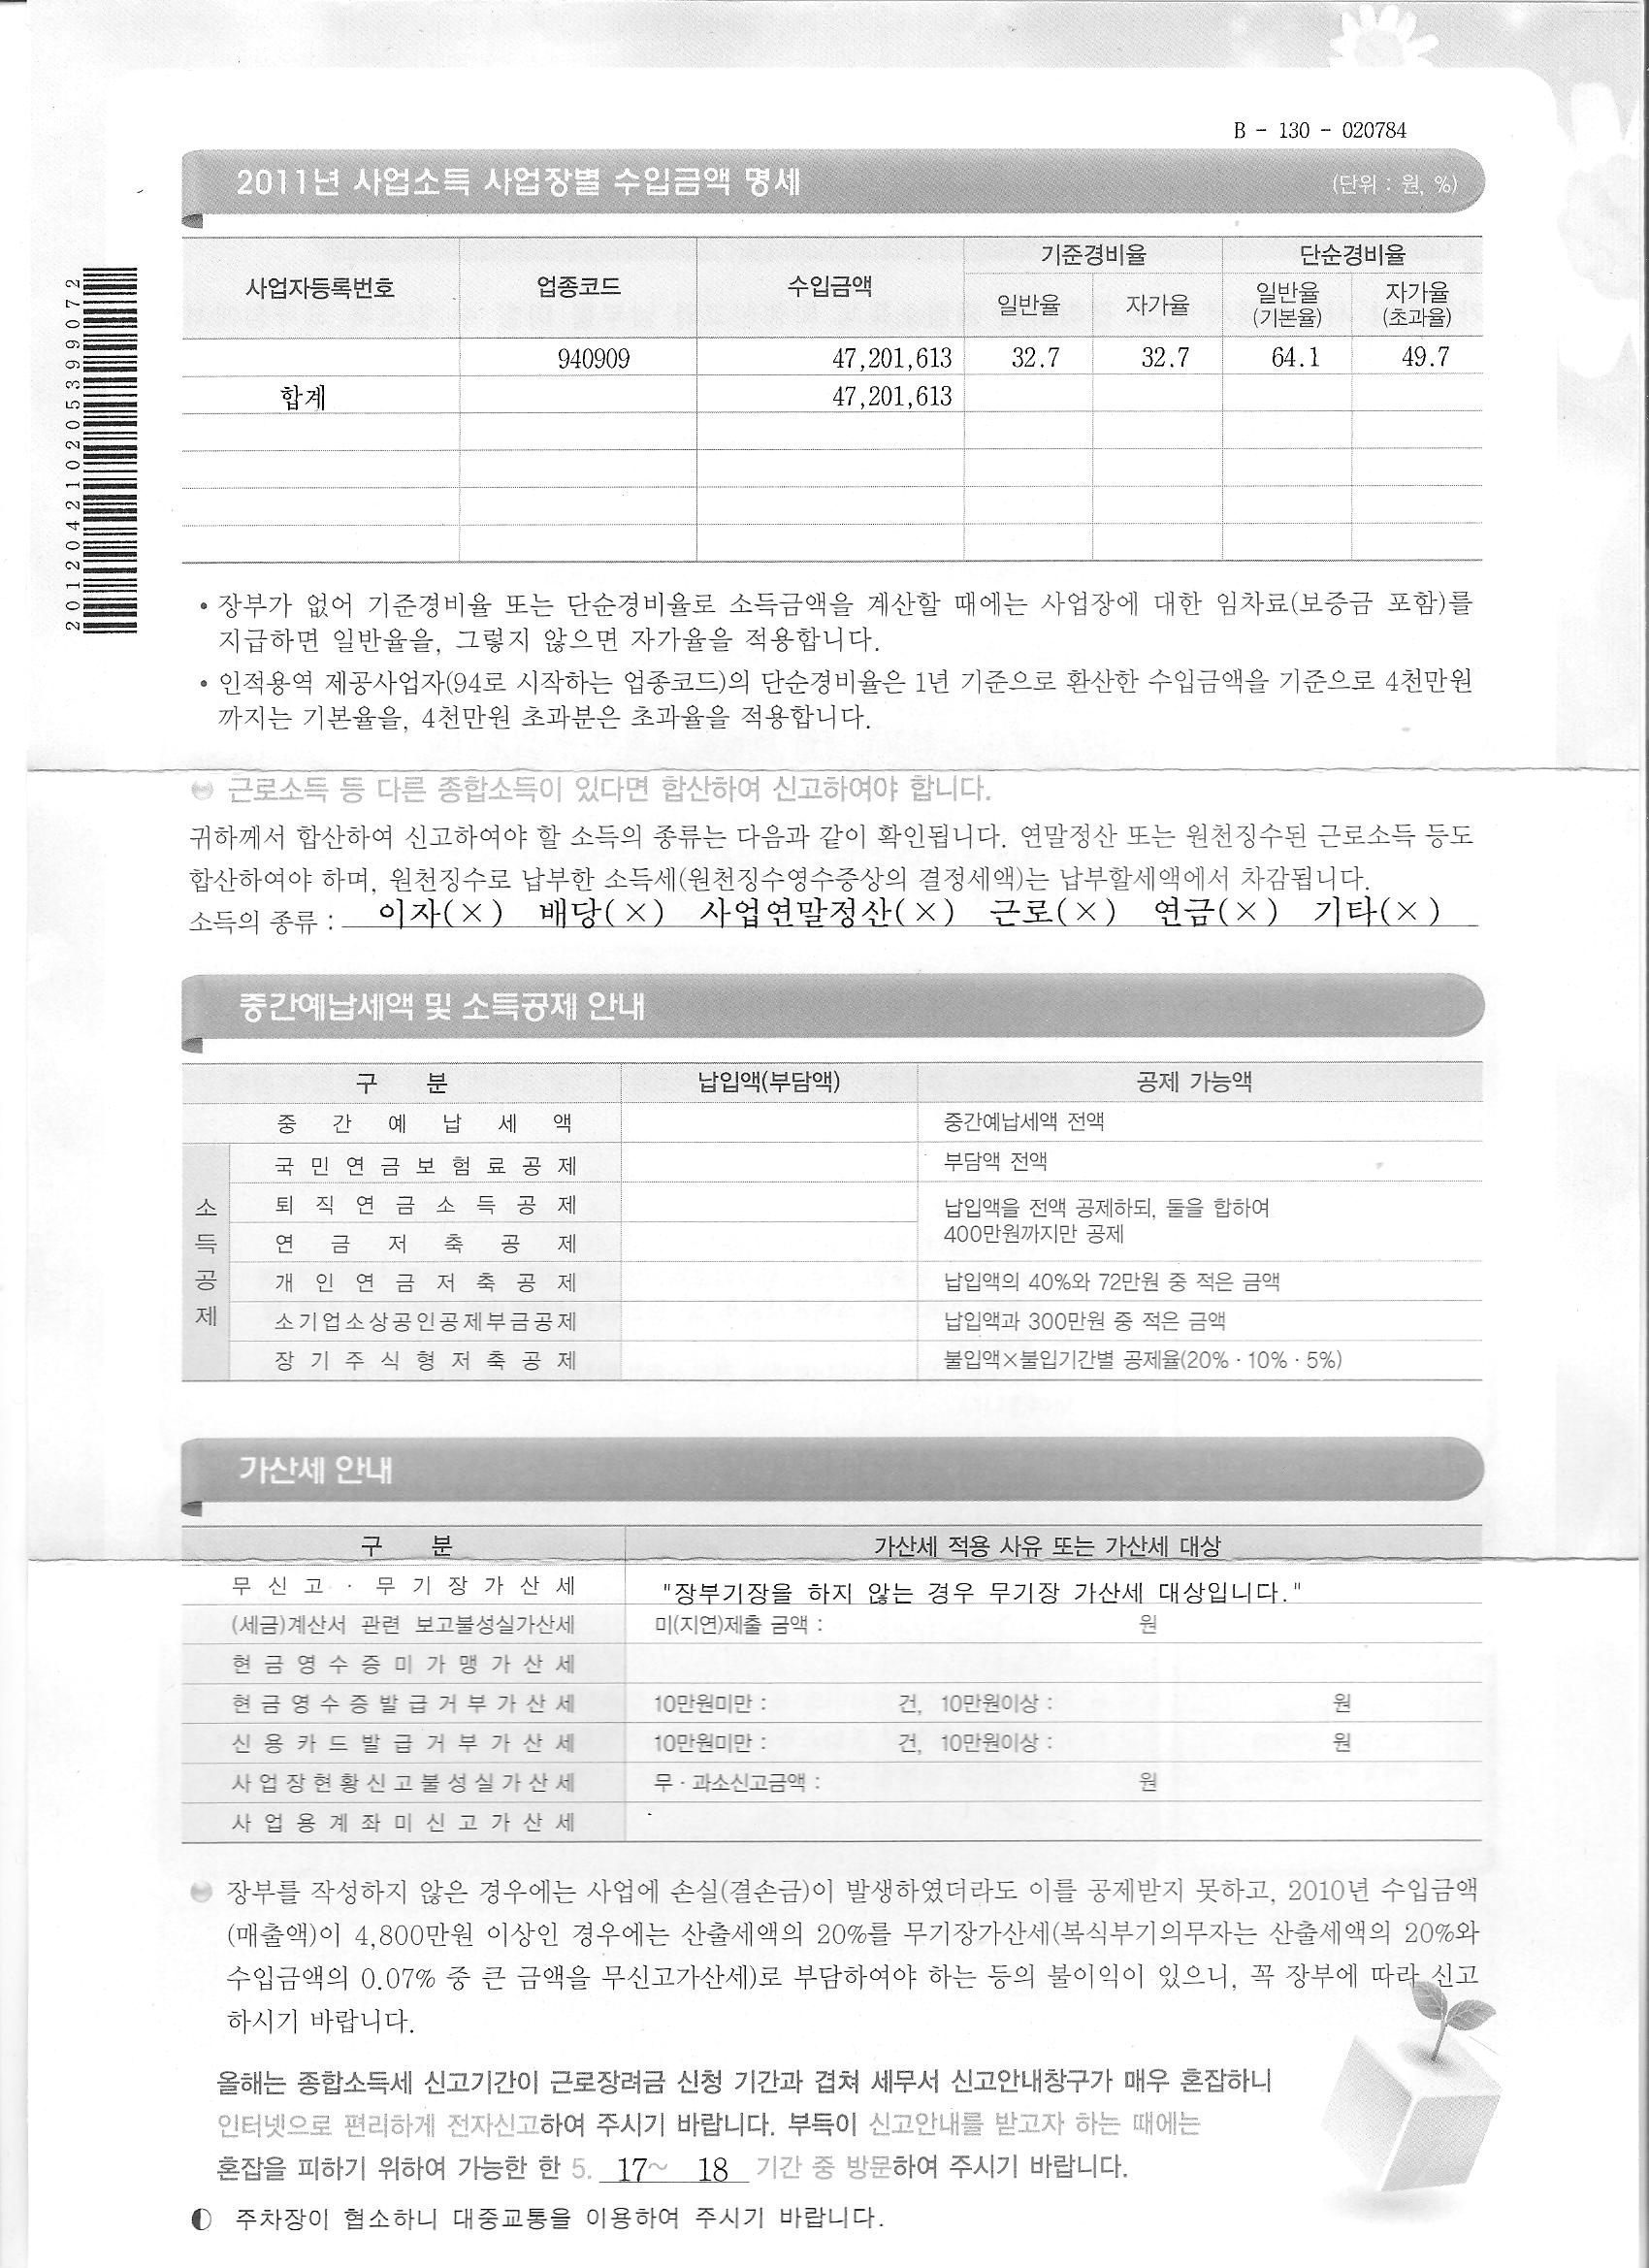 B - 130 - 020784
2011년 사업소득 사업장별 수입금액 명세 (단위 : 원, %)
2012042102053990 72
사업자등록번호 업종코드 수입금액 기준경비율 단순경비율
일반율 자가율 일반율 (기본율) 자가율 (초과율)
940909 47,201,613 32.7 32.7 64.1 49.7
합계 47,201,613
• 장부가 없어 기준경비율 또는 단순경비율로 소득금액을 계산할 때에는 사업장에 대한 임차료(보증금 포함)를
지급하면 일반율을, 그렇지 않으면 자가율을 적용합니다.
• 인적용역 제공사업자(94로 시작하는 업종코드)의 단순경비율은 1년 기준으로 환산한 수입금액을 기준으로 4천만원
까지는 기본율을, 4천만원 초과분은 초과율을 적용합니다.
근로소득 등 다른 종합소득이 있다면 합산하여 신고하여야 합니다.
귀하께서 합산하여 신고하여야 할 소득의 종류는 다음과 같이 확인됩니다. 연말정산 또는 원천징수된 근로소득 등도
합산하여야 하며, 원천징수로 납부한 소득세(원천징수영수증상의 결정세액)는 납부할세액에서 차감됩니다.
소득의 종류 : 이자(×) 배당(×) 사업연말정산(×) 근로(×) 연금(×) 기타(×)
중간예납세액 및 소득공제 안내
구 분 납입액(부담액) 공제 가능액
중 간 예 납 세 액 중간예납세액 전액
소득공제
국 민 연 금 보 험 료 공 제 부담액 전액
퇴 직 연 금 소 득 공 제 납입액을 전액 공제하되, 둘을 합하여
연 금 저 축 공 제 400만원까지만 공제
개 인 연 금 저 축 공 제 납입액의 40%와 72만원 중 적은 금액
소기업소상공인공제부금공제 납입액과 300만원 중 적은 금액
장 기 주 식 형 저 축 공 제 불입액×불입기간별 공제율(20% · 10% · 5%)
가산세 안내
구 분 가산세 적용 사유 또는 가산세 대상
무 신 고 · 무 기 장 가 산 세 "장부기장을 하지 않는 경우 무기장 가산세 대상입니다."
(세금)계산서 관련 보고불성실가산세 미(지연)제출 금액 : 원
현 금 영 수 증 미 가 맹 가 산 세
현 금 영 수 증 발 급 거 부 가 산 세 10만원미만 : 건, 10만원이상 : 원
신 용 카 드 발 급 거 부 가 산 세 10만원미만 : 건, 10만원이상 : 원
사 업 장 현 황 신 고 불 성 실 가 산 세 무 · 과소신고금액 : 원
사 업 용 계 좌 미 신 고 가 산 세
장부를 작성하지 않은 경우에는 사업에 손실(결손금)이 발생하였더라도 이를 공제받지 못하고, 2010년 수입금액
(매출액)이 4,800만원 이상인 경우에는 산출세액의 20%를 무기장가산세(복식부기의무자는 산출세액의 20%와
수입금액의 0.07% 중 큰 금액을 무신고가산세)로 부담하여야 하는 등의 불이익이 있으니, 꼭 장부에 따라 신고
하시기 바랍니다.
올해는 종합소득세 신고기간이 근로장려금 신청 기간과 겹쳐 세무서 신고안내창구가 매우 혼잡하니
인터넷으로 편리하게 전자신고하여 주시기 바랍니다. 부득이 신고안내를 받고자 하는 때에는
혼잡을 피하기 위하여 가능한 한 5. 17~ 18 기간 중 방문하여 주시기 바랍니다.
◐ 주차장이 협소하니 대중교통을 이용하여 주시기 바랍니다.